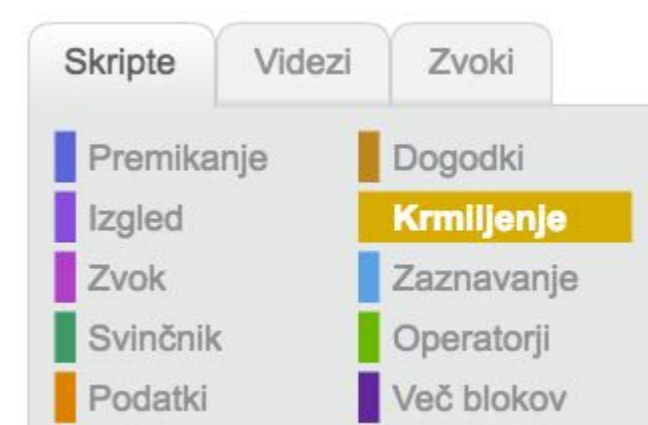 Skripte Videzi Zvoki
Premikanje Dogodki
Izgled Krmiljenje
Zvok Zaznavanje
Svinčnik Operatorji
Podatki Več blokov